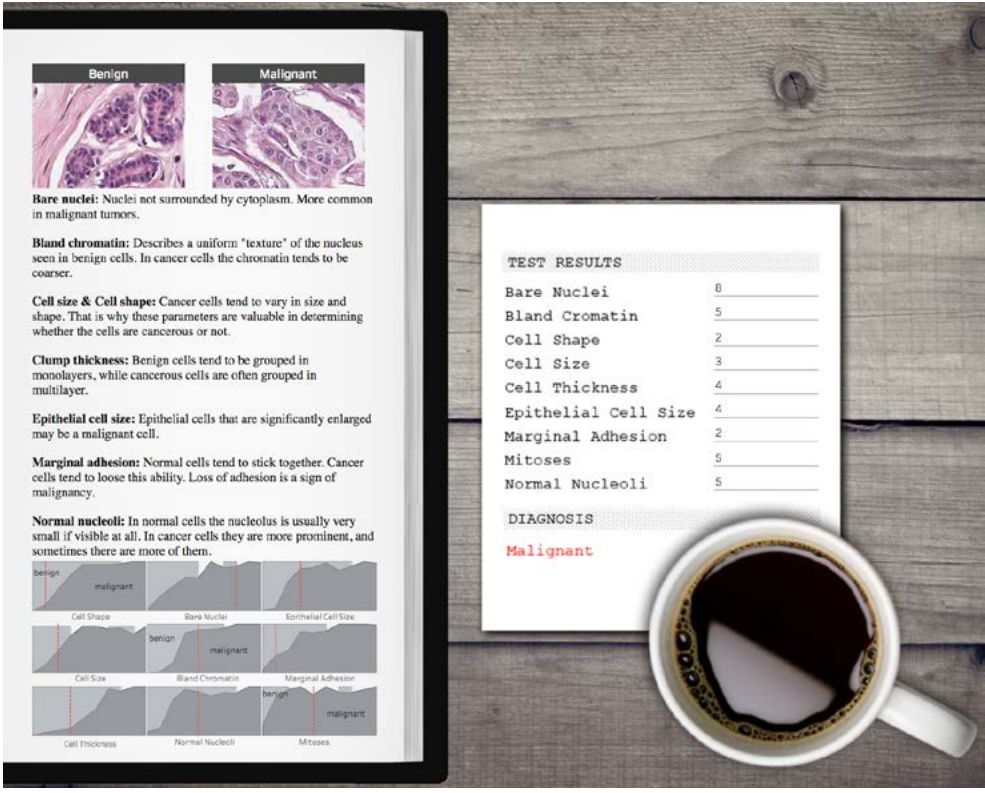 Benign
Malignant
Bare nuclei: Nuclei not surrounded by cytoplasm. More common
in malignant tumors.
Bland chromatin: Describes a uniform "texture" of the nucleus
seen in benign cells. In cancer cells the chromatin tends to be
coarser.
Cell size & Cell shape: Cancer cells tend to vary in size and
shape. That is why these parameters are valuable in determining
whether the cells are cancerous or not.
Clump thickness: Benign cells tend to be grouped in
monolayers, while cancerous cells are often grouped in
multilayer.
Epithelial cell size: Epithelial cells that are significantly enlarged
may be a malignant cell.
Marginal adhesion: Normal cells tend to stick together. Cancer
cells tend to loose this ability. Loss of adhesion is a sign of
malignancy.
Normal nucleoli: In normal cells the nucleolus is usually very
small if visible at all. In cancer cells they are more prominent, and
sometimes there are more of them.
benign
malignant
Cell Shape
Bare Nuclei
Epithelial Cell Size
benign
malignant
Cell Size
Bland Chromatin
Marginal Adhesion
benign
malignant
Cell Thickness
Normal Nucleoli
Mitoses
TEST RESULTS
Bare Nuclei 8
Bland Cromatin 5
Cell Shape 2
Cell Size 3
Cell Thickness 4
Epithelial Cell Size 4
Marginal Adhesion 2
Mitoses 5
Normal Nucleoli 5
DIAGNOSIS
Malignant